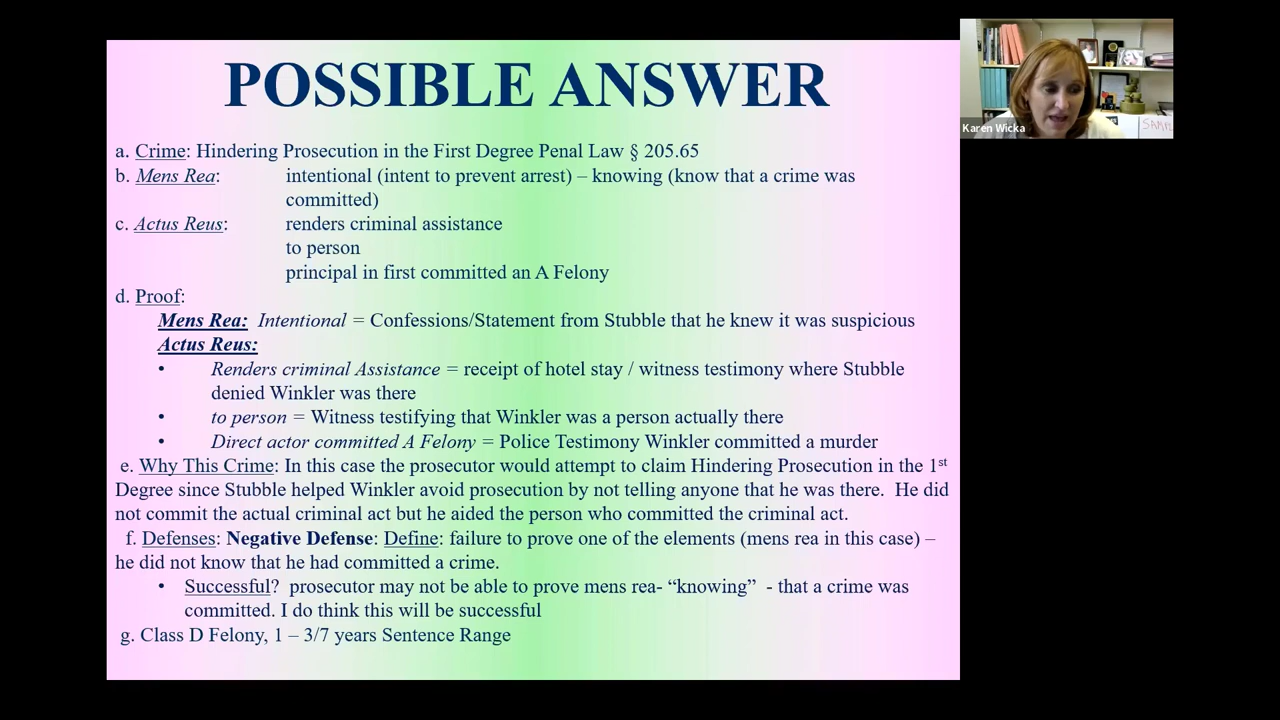 POSSIBLE ANSWER
Karen Wicka
a. Crime: Hindering Prosecution in the First Degree Penal Law § 205.65
b. Mens Rea: intentional (intent to prevent arrest) – knowing (know that a crime was
committed)
c. Actus Reus: renders criminal assistance
to person
principal in first committed an A Felony
d. Proof:
Mens Rea: Intentional = Confessions/Statement from Stubble that he knew it was suspicious
Actus Reus:
• Renders criminal Assistance = receipt of hotel stay / witness testimony where Stubble
denied Winkler was there
• to person = Witness testifying that Winkler was a person actually there
• Direct actor committed A Felony = Police Testimony Winkler committed a murder
e. Why This Crime: In this case the prosecutor would attempt to claim Hindering Prosecution in the 1st
Degree since Stubble helped Winkler avoid prosecution by not telling anyone that he was there. He did
not commit the actual criminal act but he aided the person who committed the criminal act.
f. Defenses: Negative Defense: Define: failure to prove one of the elements (mens rea in this case) –
he did not know that he had committed a crime.
• Successful? prosecutor may not be able to prove mens rea- “knowing” - that a crime was
committed. I do think this will be successful
g. Class D Felony, 1 – 3/7 years Sentence Range